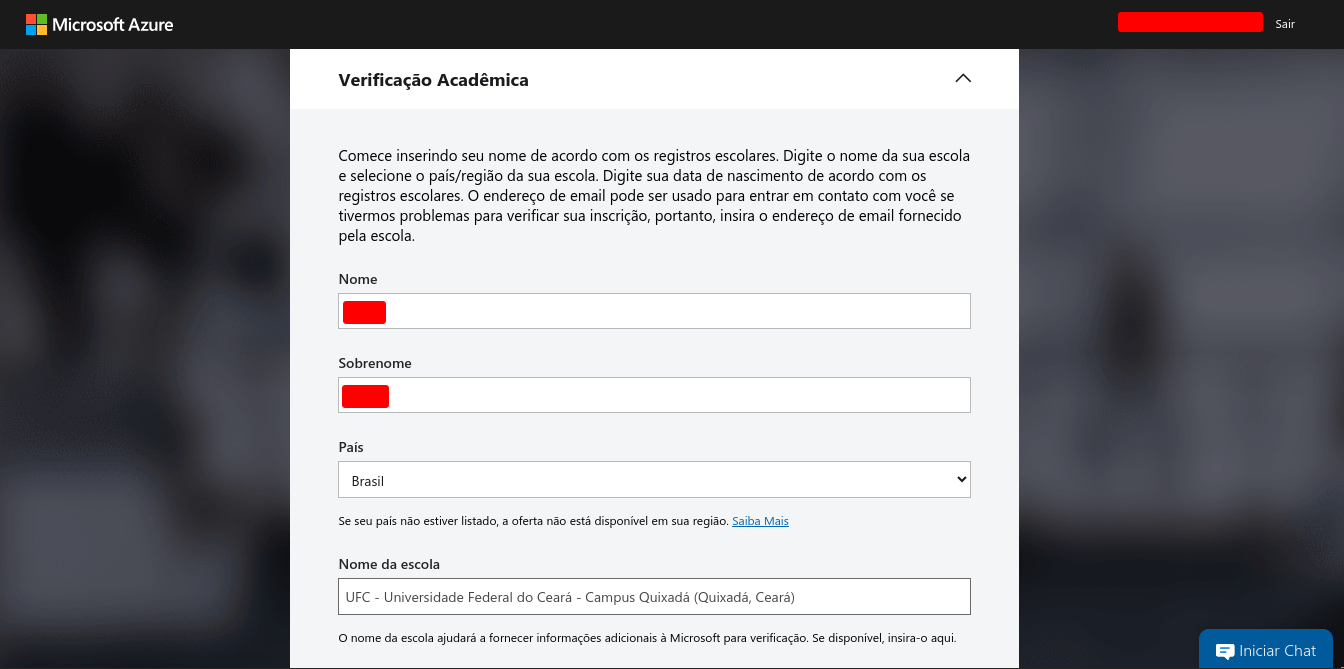 Microsoft Azure
Sair
Verificação Acadêmica
Comece inserindo seu nome de acordo com os registros escolares. Digite o nome da sua escola
e selecione o país/região da sua escola. Digite sua data de nascimento de acordo com os
registros escolares. O endereço de email pode ser usado para entrar em contato com você se
tivermos problemas para verificar sua inscrição, portanto, insira o endereço de email fornecido
pela escola.
Nome
Sobrenome
País
Brasil
Se seu país não estiver listado, a oferta não está disponível em sua região. Saiba Mais
Nome da escola
UFC - Universidade Federal do Ceará - Campus Quixadá (Quixadá, Ceará)
O nome da escola ajudará a fornecer informações adicionais à Microsoft para verificação. Se disponível, insira-o aqui.
Iniciar Chat